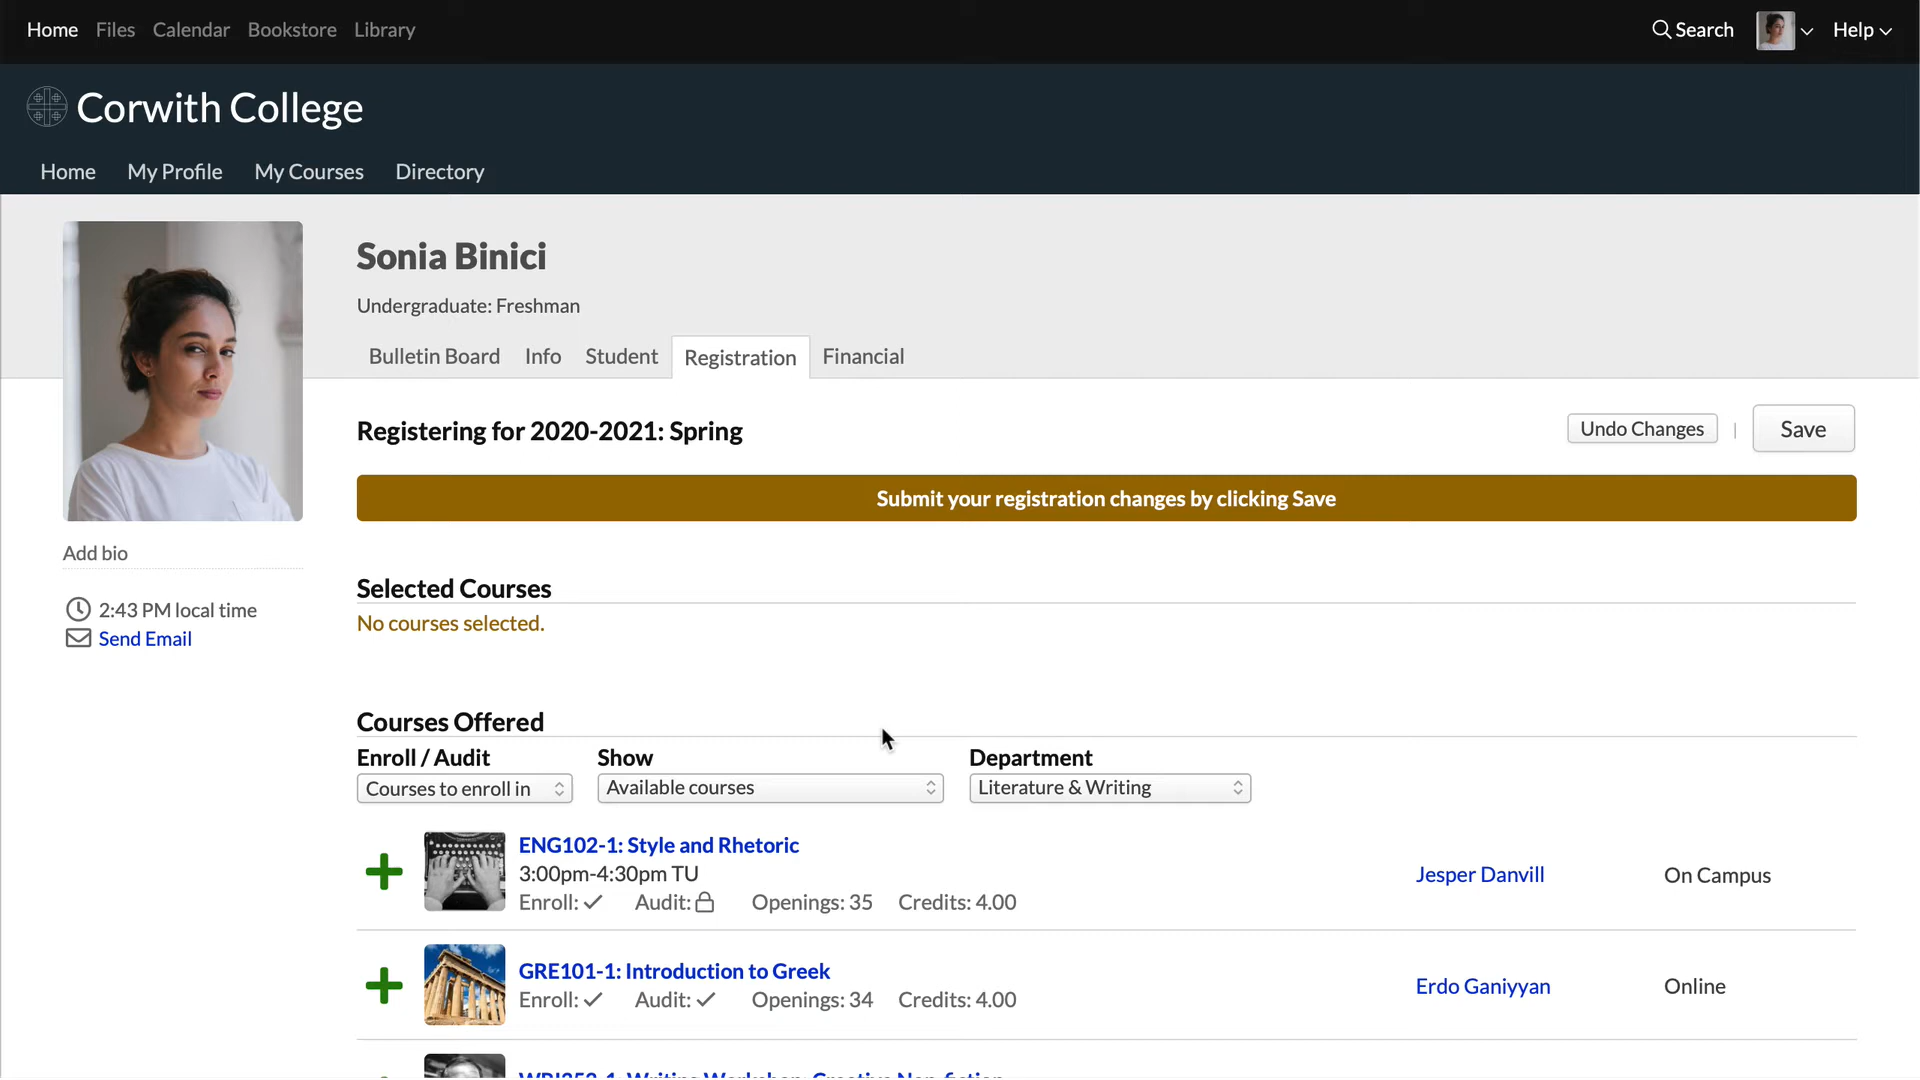 Home Files Calendar Bookstore Library Search Help
Corwith College
Home My Profile My Courses Directory
Sonia Binici
Undergraduate: Freshman
Bulletin Board Info Student Registration Financial
Registering for 2020-2021: Spring Undo Changes | Save
Submit your registration changes by clicking Save
Add bio
2:43 PM local time
Send Email
Selected Courses
No courses selected.
Courses Offered
Enroll / Audit Show Department
Courses to enroll in Available courses Literature & Writing
ENG102-1: Style and Rhetoric
3:00pm-4:30pm TU
Enroll: Audit: Openings: 35 Credits: 4.00
Jesper Danvill On Campus
GRE101-1: Introduction to Greek
Enroll: Audit: Openings: 34 Credits: 4.00
Erdo Ganiyyan Online